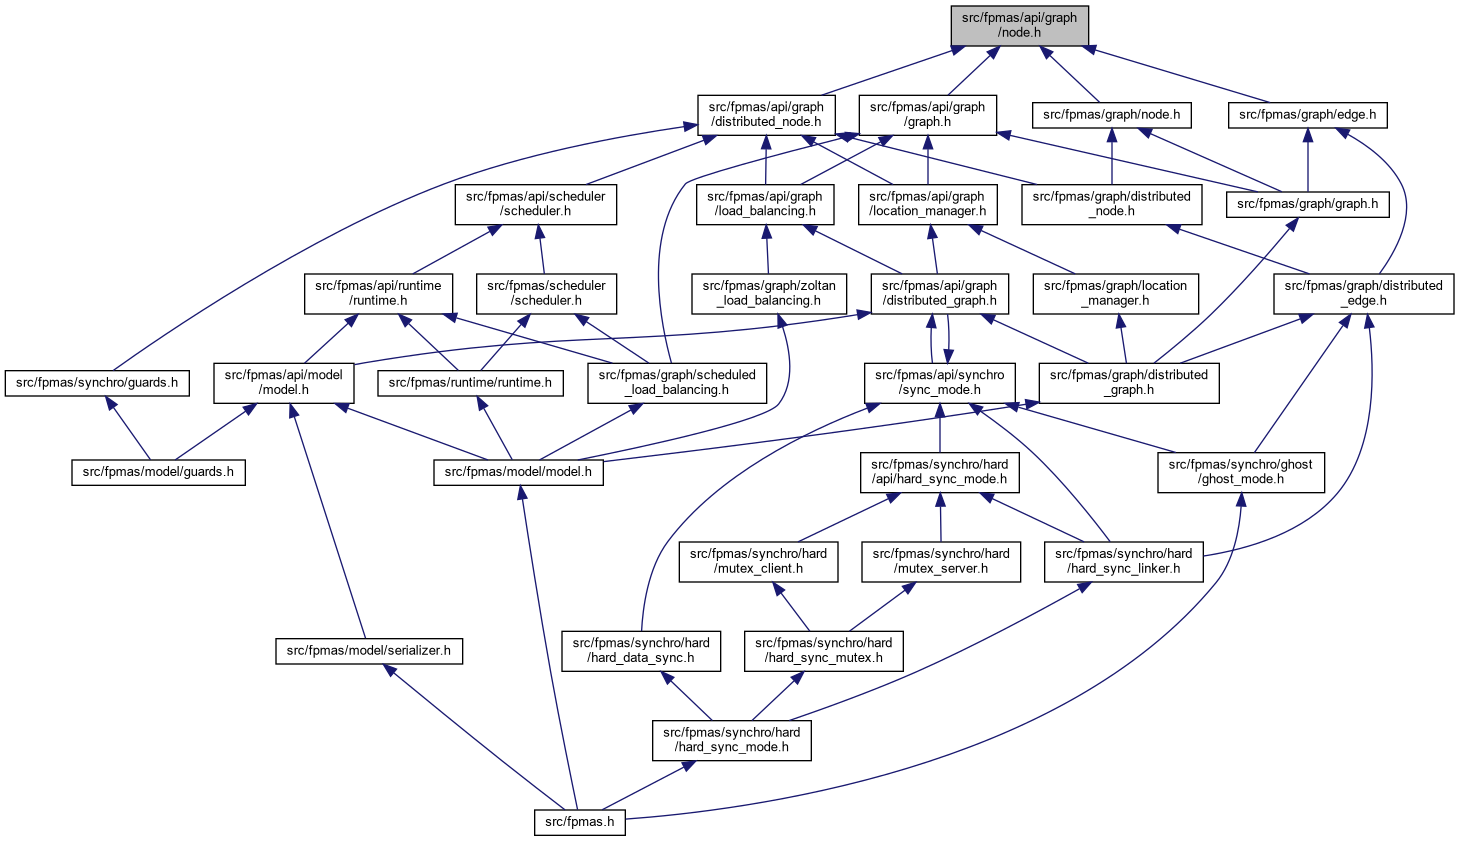 src/fpmas/api/graph
/node.h
src/fpmas/api/graph
/distributed_node.h
src/fpmas/api/graph
/graph.h
src/fpmas/graph/node.h
src/fpmas/graph/edge.h
src/fpmas/api/scheduler
/scheduler.h
src/fpmas/api/graph
/load_balancing.h
src/fpmas/api/graph
/location_manager.h
src/fpmas/graph/distributed
_node.h
src/fpmas/graph/graph.h
src/fpmas/api/runtime
/runtime.h
src/fpmas/scheduler
/scheduler.h
src/fpmas/graph/zoltan
_load_balancing.h
src/fpmas/api/graph
/distributed_graph.h
src/fpmas/graph/location
_manager.h
src/fpmas/graph/distributed
_edge.h
src/fpmas/synchro/guards.h
src/fpmas/api/model
/model.h
src/fpmas/runtime/runtime.h
src/fpmas/graph/scheduled
_load_balancing.h
src/fpmas/api/synchro
/sync_mode.h
src/fpmas/graph/distributed
_graph.h
src/fpmas/model/guards.h
src/fpmas/model/model.h
src/fpmas/synchro/hard
/api/hard_sync_mode.h
src/fpmas/synchro/ghost
/ghost_mode.h
src/fpmas/synchro/hard
/mutex_client.h
src/fpmas/synchro/hard
/mutex_server.h
src/fpmas/synchro/hard
/hard_sync_linker.h
src/fpmas/model/serializer.h
src/fpmas/synchro/hard
/hard_data_sync.h
src/fpmas/synchro/hard
/hard_sync_mutex.h
src/fpmas/synchro/hard
/hard_sync_mode.h
src/fpmas.h